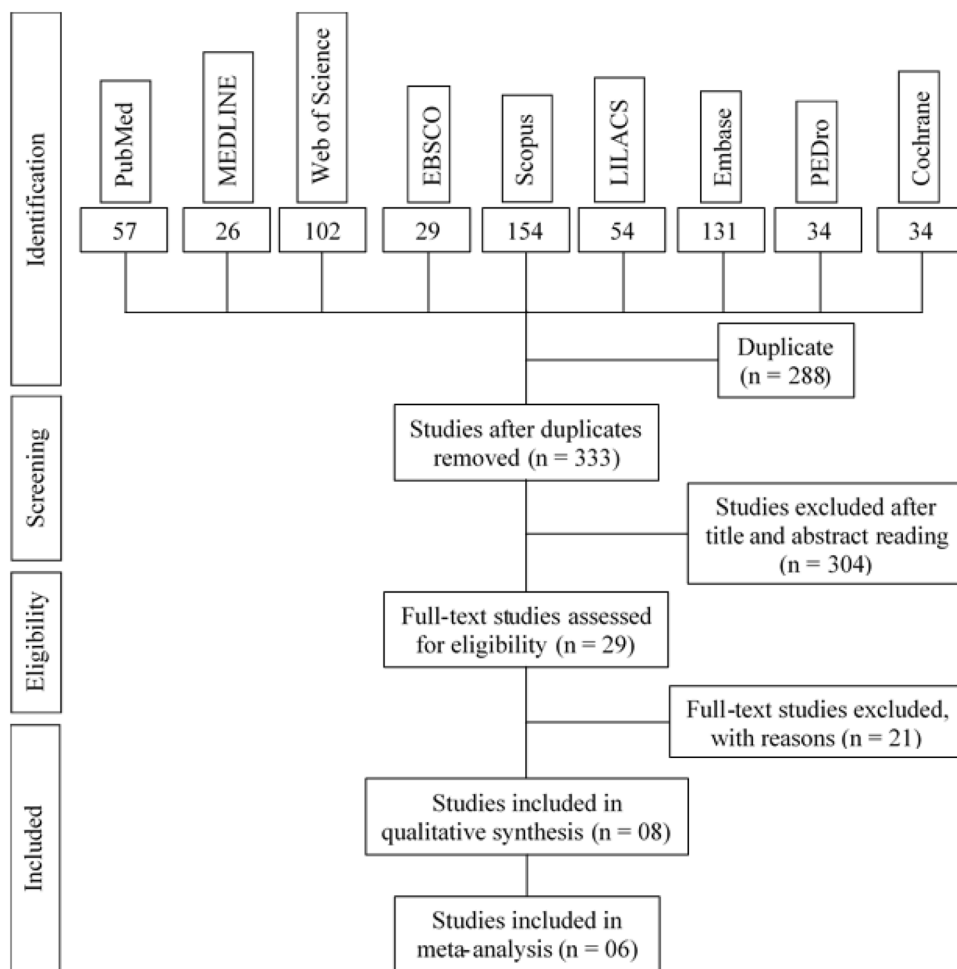 Identification
PubMed
MEDLINE
Web of Science
EBSCO
Scopus
LILACS
Embase
PEDro
Cochrane
57
26
102
29
154
54
131
34
34
Duplicate
(n = 288)
Screening
Studies after duplicates
removed (n = 333)
Studies excluded after
title and abstract reading
(n = 304)
Eligibility
Full-text studies assessed
for eligibility (n = 29)
Full-text studies excluded,
with reasons (n = 21)
Included
Studies included in
qualitative synthesis (n = 08)
Studies included in
meta-analysis (n = 06)